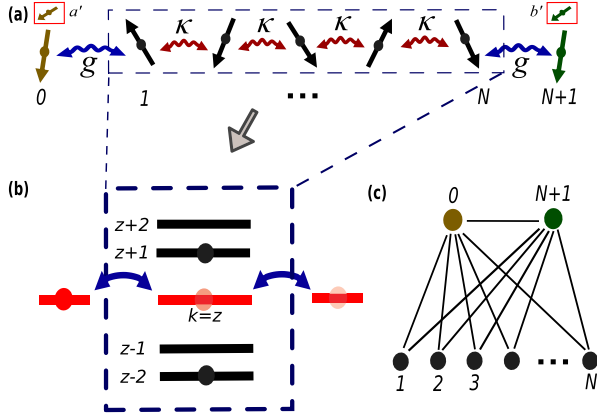 (a) a' b'
κ κ κ κ
g g
0 1 ... N N+1
(b) (c)
0 N+1
z+2
z+1
k=z
z-1
z-2
1 2 3 ... N